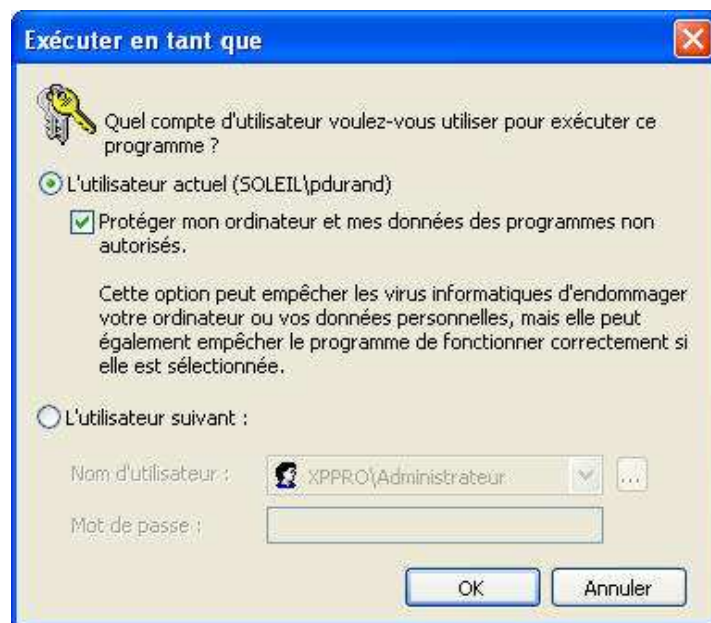 Exécuter en tant que
Quel compte d'utilisateur voulez-vous utiliser pour exécuter ce
programme ?
L'utilisateur actuel (SOLEIL\pdurand)
Protéger mon ordinateur et mes données des programmes non
autorisés.
Cette option peut empêcher les virus informatiques d'endommager
votre ordinateur ou vos données personnelles, mais elle peut
également empêcher le programme de fonctionner correctement si
elle est sélectionnée.
L'utilisateur suivant :
Nom d'utilisateur : XPPRO\Administrateur ...
Mot de passe :
OK Annuler